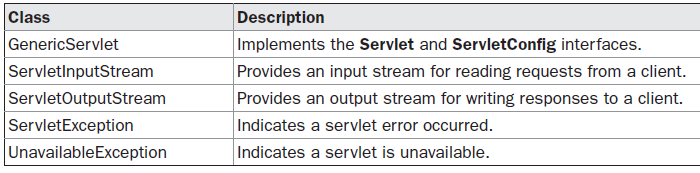 Class Description
GenericServlet Implements the Servlet and ServletConfig interfaces.
ServletInputStream Provides an input stream for reading requests from a client.
ServletOutputStream Provides an output stream for writing responses to a client.
ServletException Indicates a servlet error occurred.
UnavailableException Indicates a servlet is unavailable.